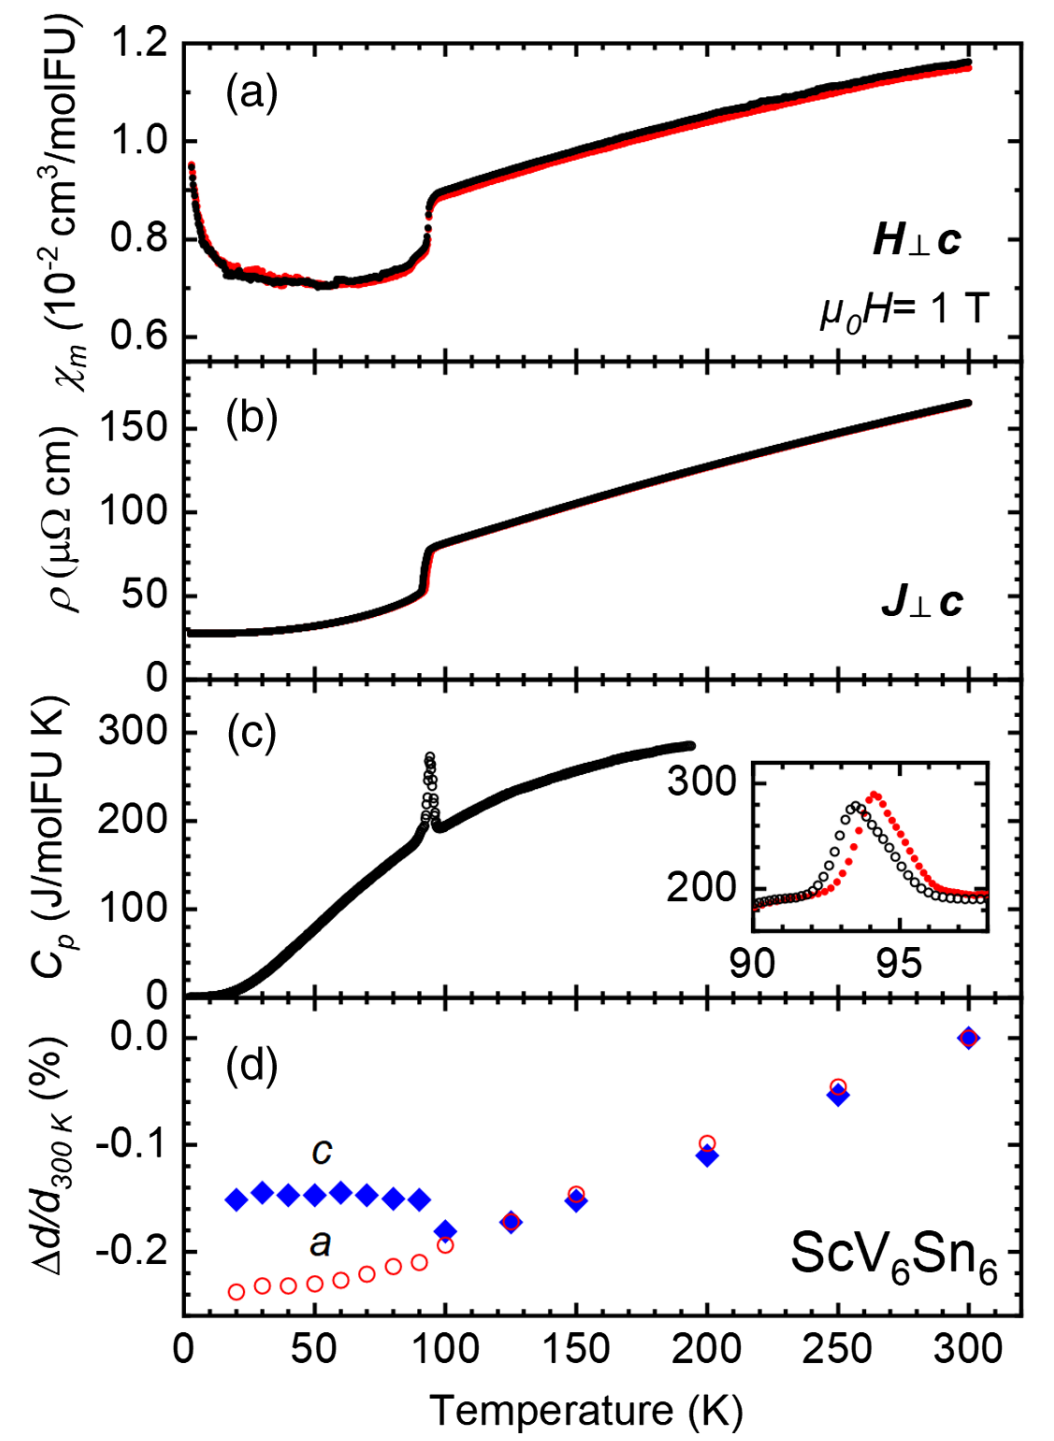 1.2
1.0
0.8
0.6
χm (10-2 cm3/molFU)
(a)
H⊥c
μ0H= 1 T
150
100
50
0
ρ (μΩ cm)
(b)
J⊥c
300
200
100
0
Cp (J/molFU K)
(c)
300
200
90 95
0.0
-0.1
-0.2
Δd/d300 K (%)
(d)
c
a
ScV6Sn6
0 50 100 150 200 250 300
Temperature (K)